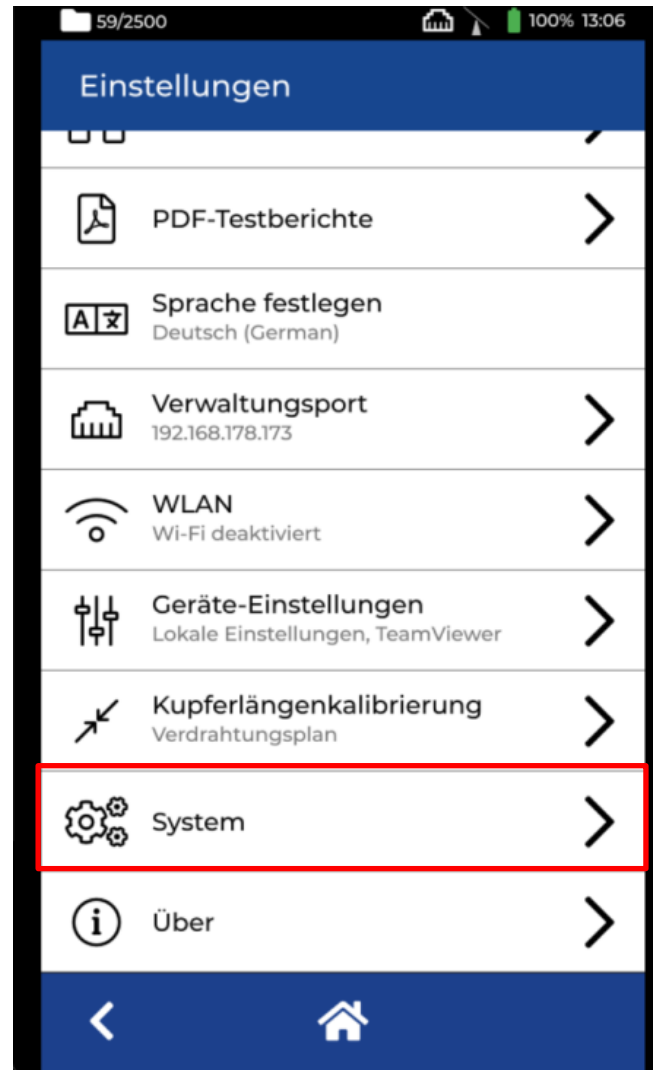 59/2500
100% 13:06
Einstellungen
PDF-Testberichte
A 文
Sprache festlegen
Deutsch (German)
Verwaltungsport
192.168.178.173
WLAN
Wi-Fi deaktiviert
Geräte-Einstellungen
Lokale Einstellungen, TeamViewer
Kupferlängenkalibrierung
Verdrahtungsplan
System
i
Über